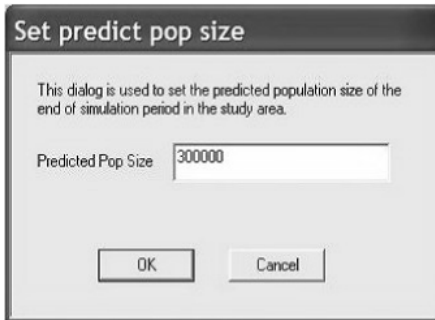 Set predict pop size
This dialog is used to set the predicted population size of the
end of simulation period in the study area.
Predicted Pop Size 300000
OK Cancel